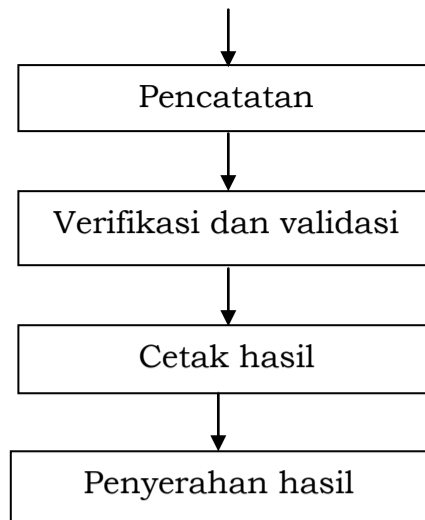 Pencatatan
Verifikasi dan validasi
Cetak hasil
Penyerahan hasil